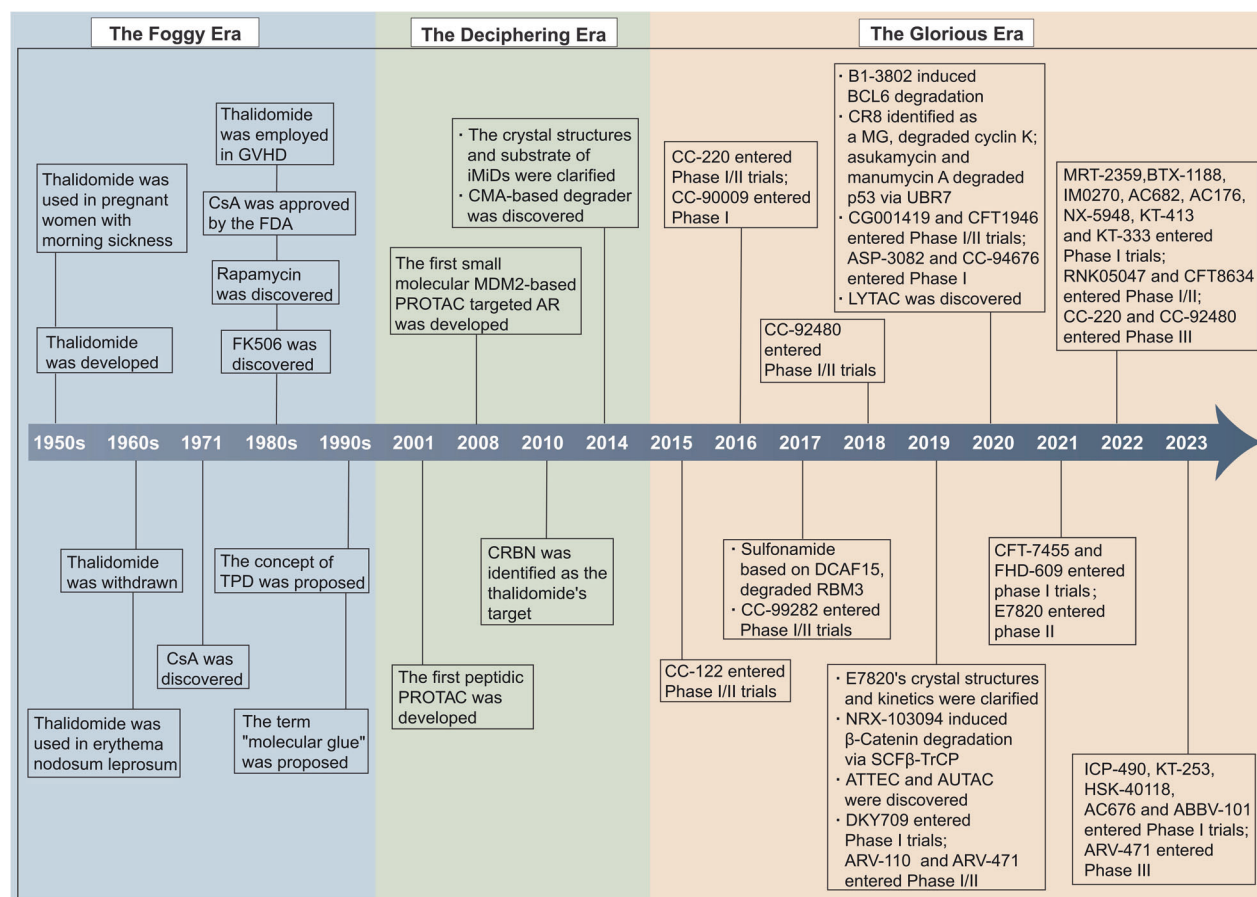 The Foggy Era
The Deciphering Era
The Glorious Era
Thalidomide
was employed
in GVHD
Thalidomide was
used in pregnant
women with
morning sickness
CsA was approved
by the FDA
Rapamycin
was discovered
Thalidomide
was developed
FK506 was
discovered
· The crystal structures
and substrate of
iMiDs were clarified
· CMA-based degrader
was discovered
The first small
molecular MDM2-based
PROTAC targeted AR
was developed
CC-220 entered
Phase I/II trials;
CC-90009 entered
Phase I
· B1-3802 induced
BCL6 degradation
· CR8 identified as
a MG, degraded cyclin K;
asukamycin and
manumycin A degraded
p53 via UBR7
· CG001419 and CFT1946
entered Phase I/II trials;
ASP-3082 and CC-94676
entered Phase I
· LYTAC was discovered
CC-92480
entered
Phase I/II trials
MRT-2359,BTX-1188,
IM0270, AC682, AC176,
NX-5948, KT-413
and KT-333 entered
Phase I trials;
RNK05047 and CFT8634
entered Phase I/II;
CC-220 and CC-92480
entered Phase III
1950s 1960s 1971 1980s 1990s 2001 2008 2010 2014 2015 2016 2017 2018 2019 2020 2021 2022 2023
Thalidomide
was withdrawn
The concept of
TPD was proposed
CsA was
discovered
Thalidomide was
used in erythema
nodosum leprosum
The term
"molecular glue"
was proposed
CRBN was
identified as the
thalidomide's
target
The first peptidic
PROTAC was
developed
· Sulfonamide
based on DCAF15,
degraded RBM3
· CC-99282 entered
Phase I/II trials
CC-122 entered
Phase I/II trials
· E7820's crystal structures
and kinetics were clarified
· NRX-103094 induced
β-Catenin degradation
via SCFβ-TrCP
· ATTEC and AUTAC
were discovered
· DKY709 entered
Phase I trials;
ARV-110 and ARV-471
entered Phase I/II
CFT-7455 and
FHD-609 entered
phase I trials;
E7820 entered
phase II
ICP-490, KT-253,
HSK-40118,
AC676 and ABBV-101
entered Phase I trials;
ARV-471 entered
Phase III